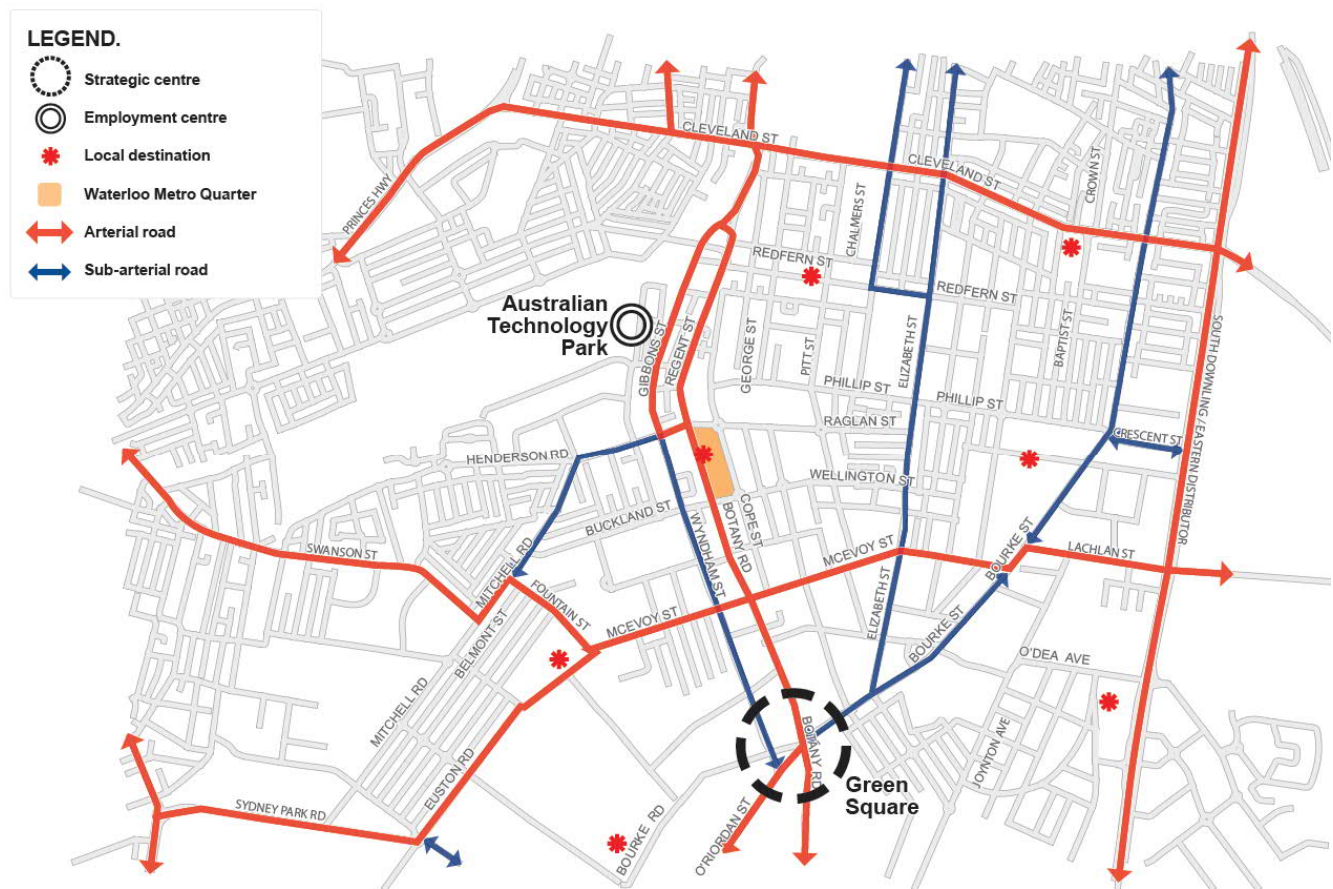 LEGEND.
Strategic centre
Employment centre
Local destination
Waterloo Metro Quarter
Arterial road
Sub-arterial road
CLEVELAND ST
CLEVELAND ST
PRINCES HWY
CROWN ST
CHALMERS ST
REDFERN ST
REDFERN ST
Australian
Technology
Park
GIBBONS ST
REGENT ST
GEORGE ST
PITT ST
ELIZABETH ST
BAPTIST ST
SOUTH DOWNLING / EASTERN DISTRIBUTOR
PHILLIP ST
PHILLIP ST
RAGLAN ST
CRESCENT ST
HENDERSON RD
WELLINGTON ST
BUCKLAND ST
COPE ST
BOTANY RD
WYNDHAM ST
MCEVOY ST
BOURKE ST
LACHLAN ST
SWANSON ST
MITCHELL RD
FOUNTAIN ST
BELMONT ST
MCEVOY ST
ELIZABETH ST
BOURKE ST
O'DEA AVE
MITCHELL RD
EUSTON RD
BOTANY RD
JOYNTON AVE
Green
Square
SYDNEY PARK RD
BOURKE RD
O'RIORDAN ST